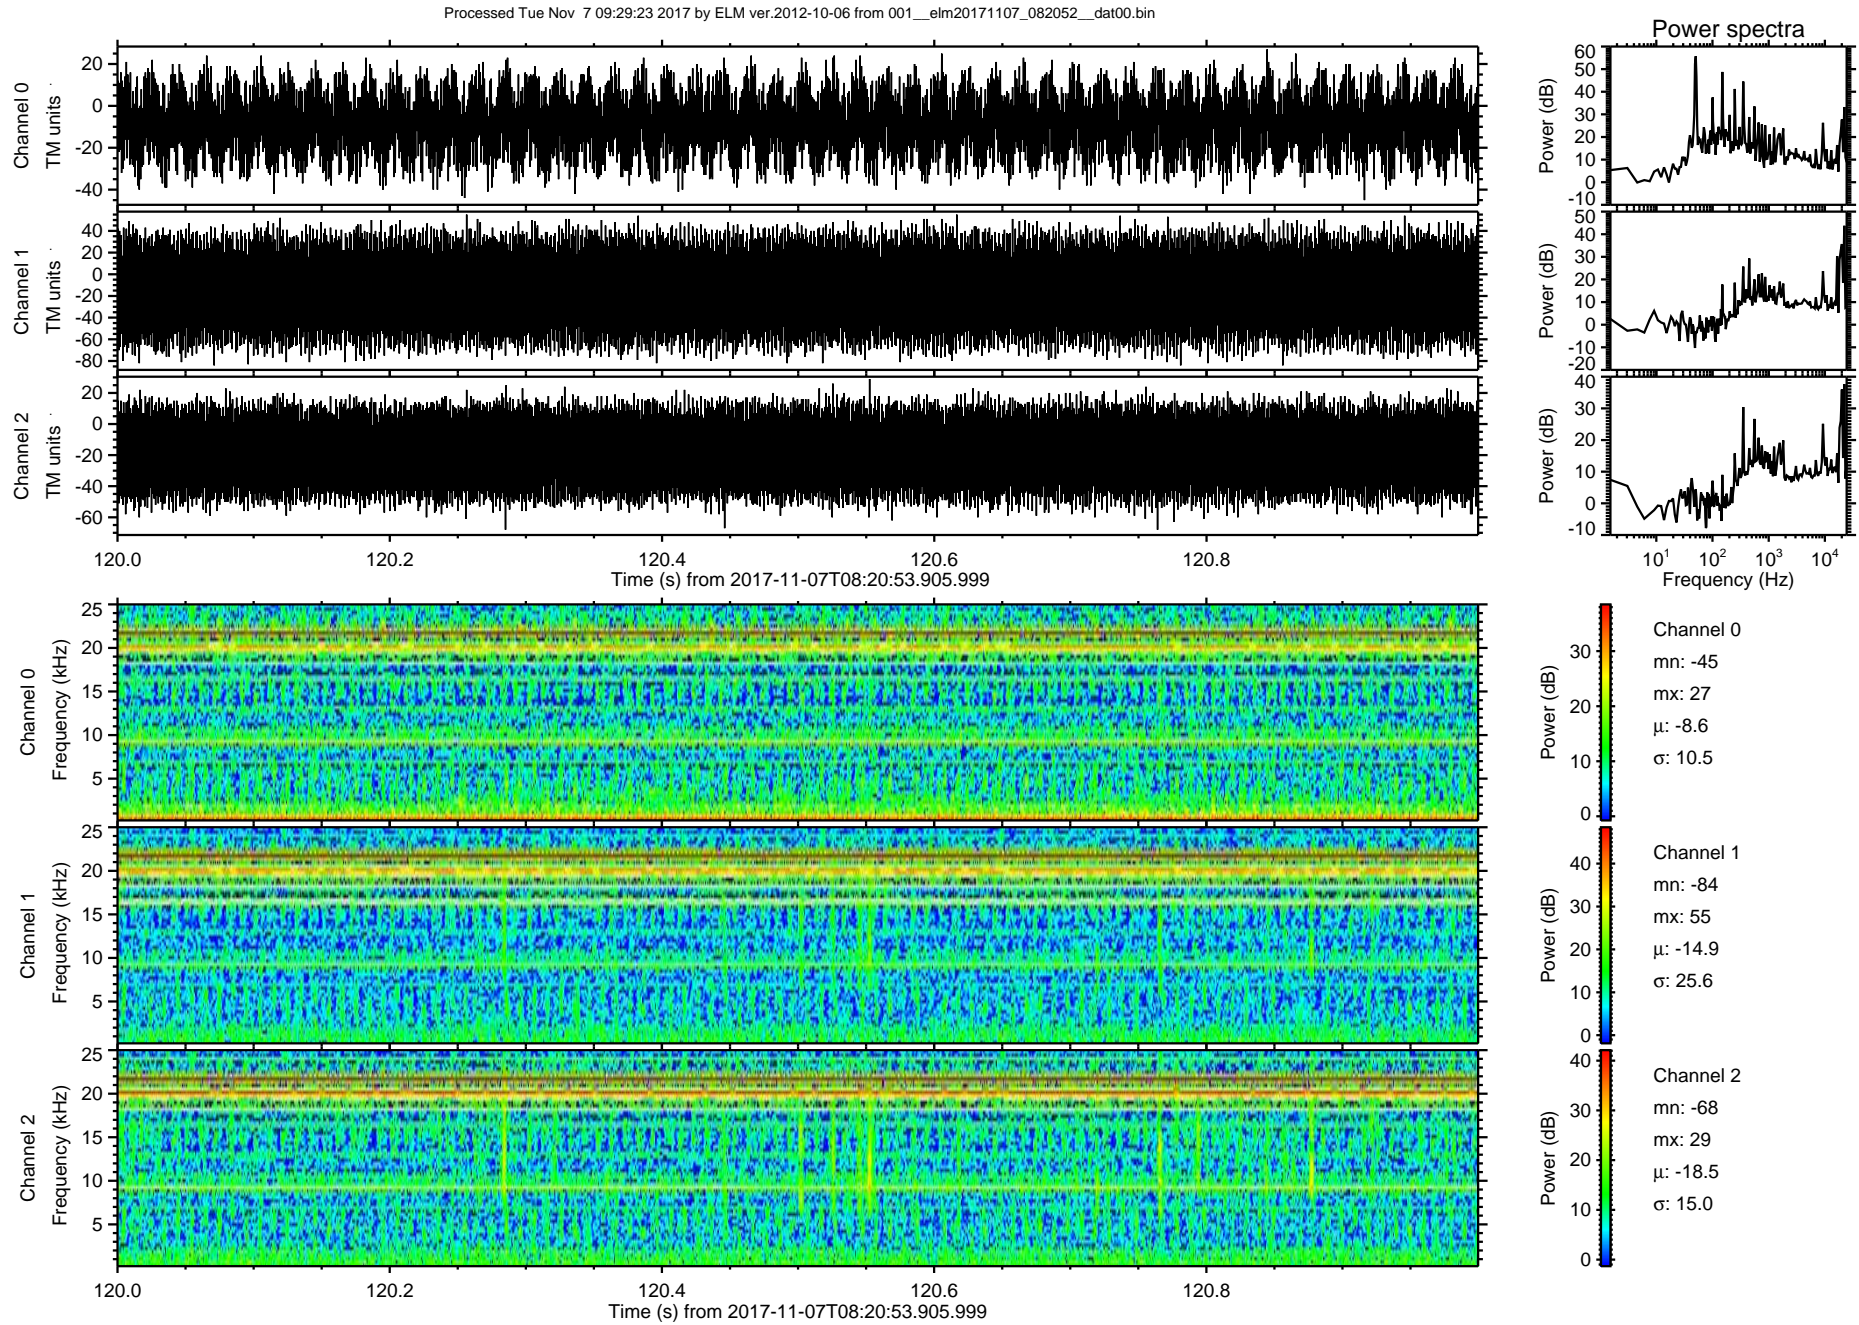 Processed Tue Nov  7 09:29:23 2017 by ELM ver.2012-10-06 from 001__elm20171107_082052__dat00.bin
Power spectra
Channel 0
TM units
20
0
-20
-40
Power (dB)
60
50
40
30
20
10
0
-10
Channel 1
TM units
40
20
0
-20
-40
-60
-80
Power (dB)
50
40
30
20
10
0
-10
-20
Channel 2
TM units
20
0
-20
-40
-60
Power (dB)
40
30
20
10
0
-10
120.0 120.2 120.4 120.6 120.8
Time (s) from 2017-11-07T08:20:53.905.999
10^1 10^2 10^3 10^4
Frequency (Hz)
Channel 0
Frequency (kHz)
25
20
15
10
5
Power (dB)
30
20
10
0
Channel 0
mn: -45
mx: 27
μ: -8.6
σ: 10.5
Channel 1
Frequency (kHz)
25
20
15
10
5
Power (dB)
40
30
20
10
0
Channel 1
mn: -84
mx: 55
μ: -14.9
σ: 25.6
Channel 2
Frequency (kHz)
25
20
15
10
5
Power (dB)
40
30
20
10
0
Channel 2
mn: -68
mx: 29
μ: -18.5
σ: 15.0
120.0 120.2 120.4 120.6 120.8
Time (s) from 2017-11-07T08:20:53.905.999